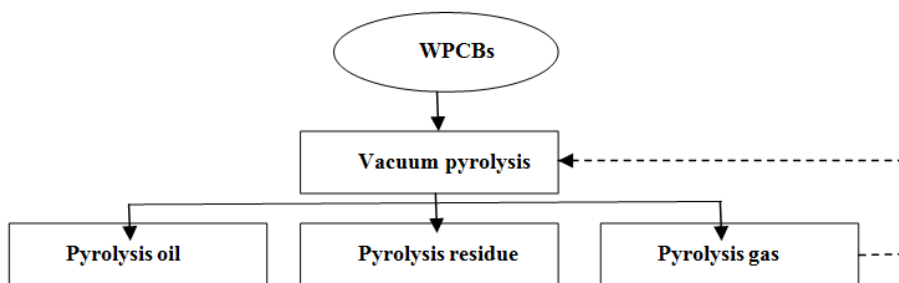 WPCBs
Vacuum pyrolysis
Pyrolysis oil
Pyrolysis residue
Pyrolysis gas